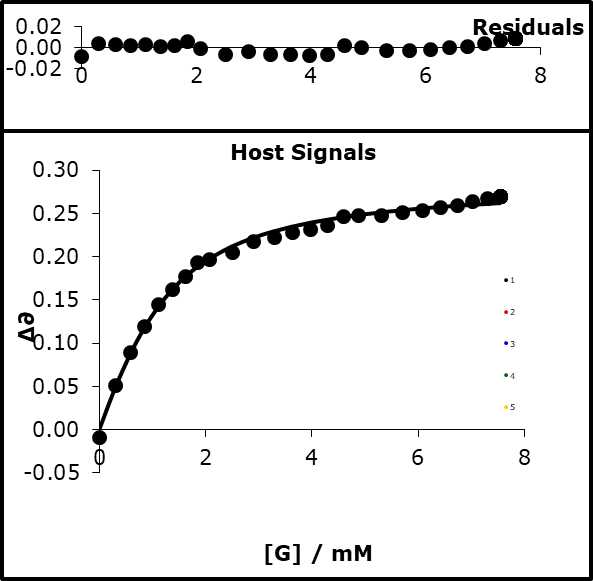 Residuals
0.02
0.00
-0.02
0 2 4 6 8
Host Signals
0.30
0.25
0.20
0.15
0.10
0.05
0.00
-0.05
Δe
0 2 4 6 8
1
2
3
4
5
[G] / mM